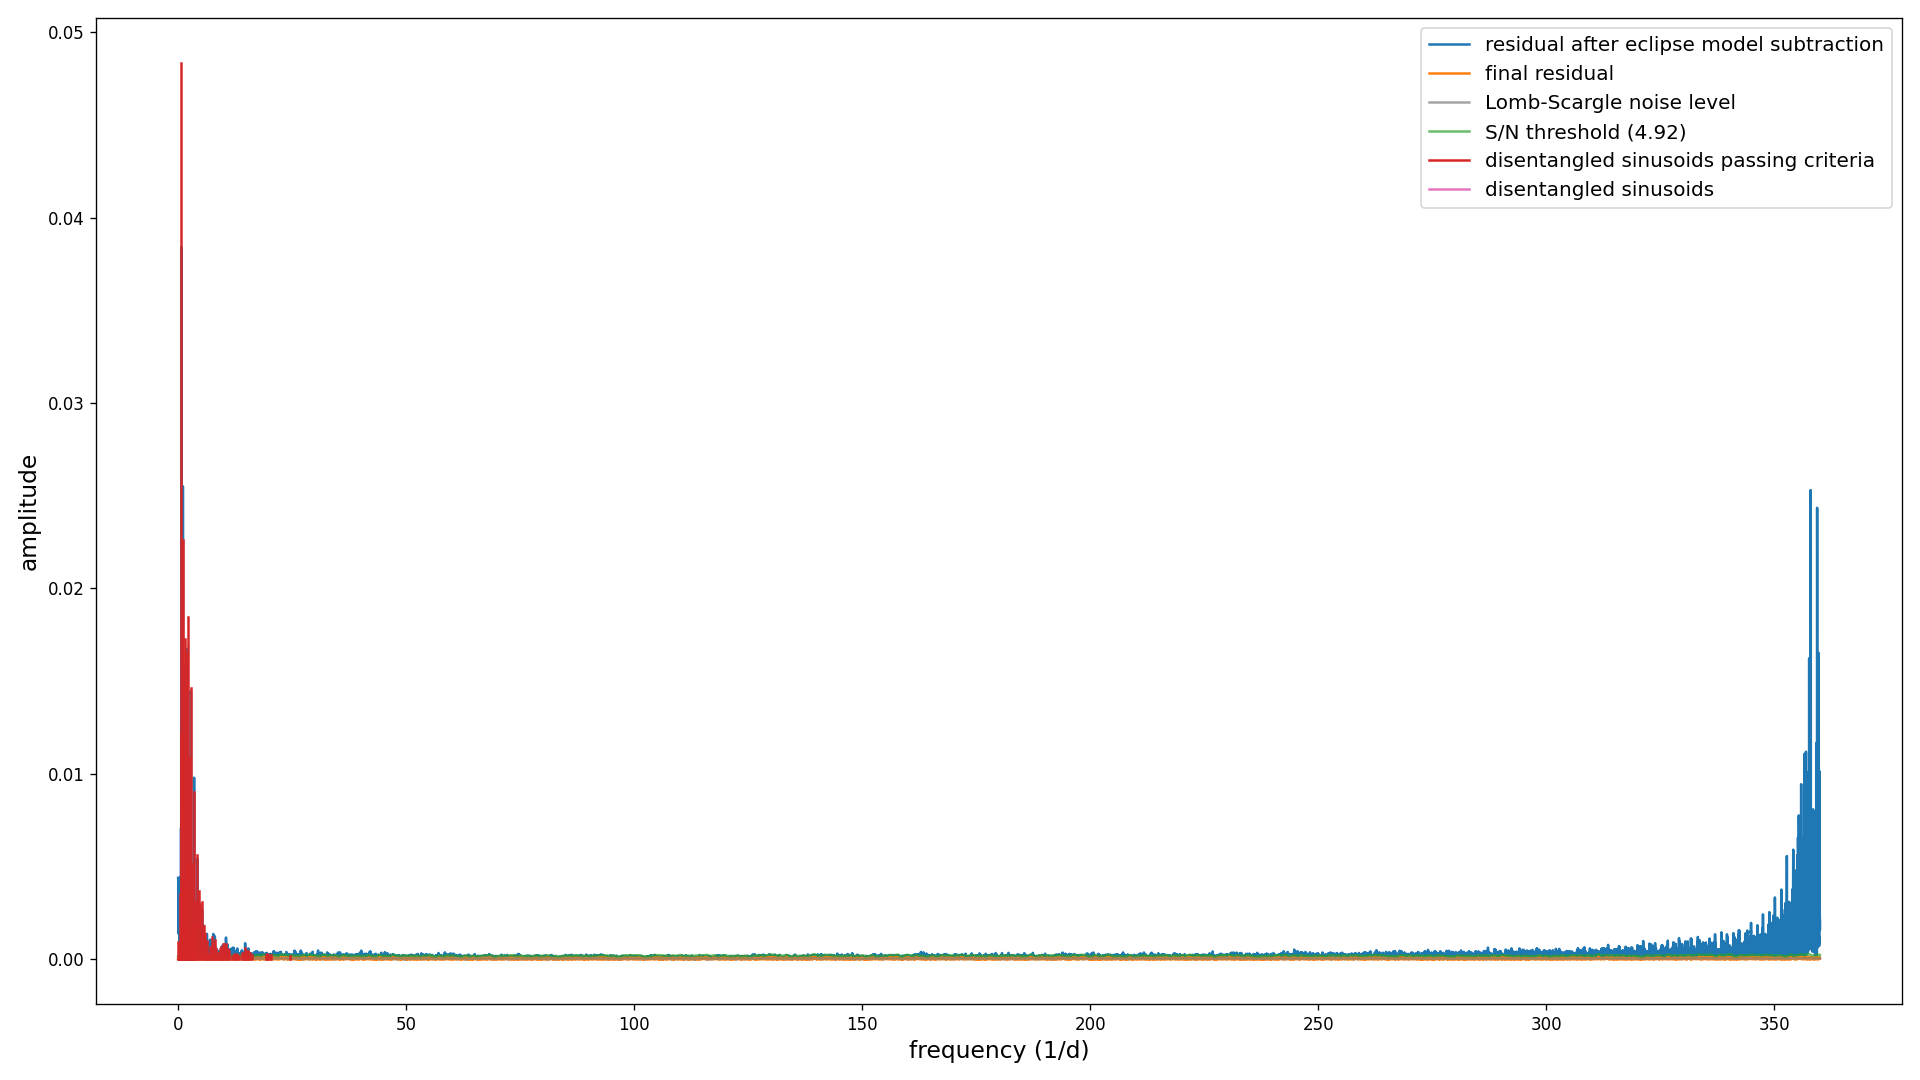 residual after eclipse model subtraction
final residual
Lomb-Scargle noise level
S/N threshold (4.92)
disentangled sinusoids passing criteria
disentangled sinusoids
amplitude
0.05
0.04
0.03
0.02
0.01
0.00
0 50 100 150 200 250 300 350
frequency (1/d)